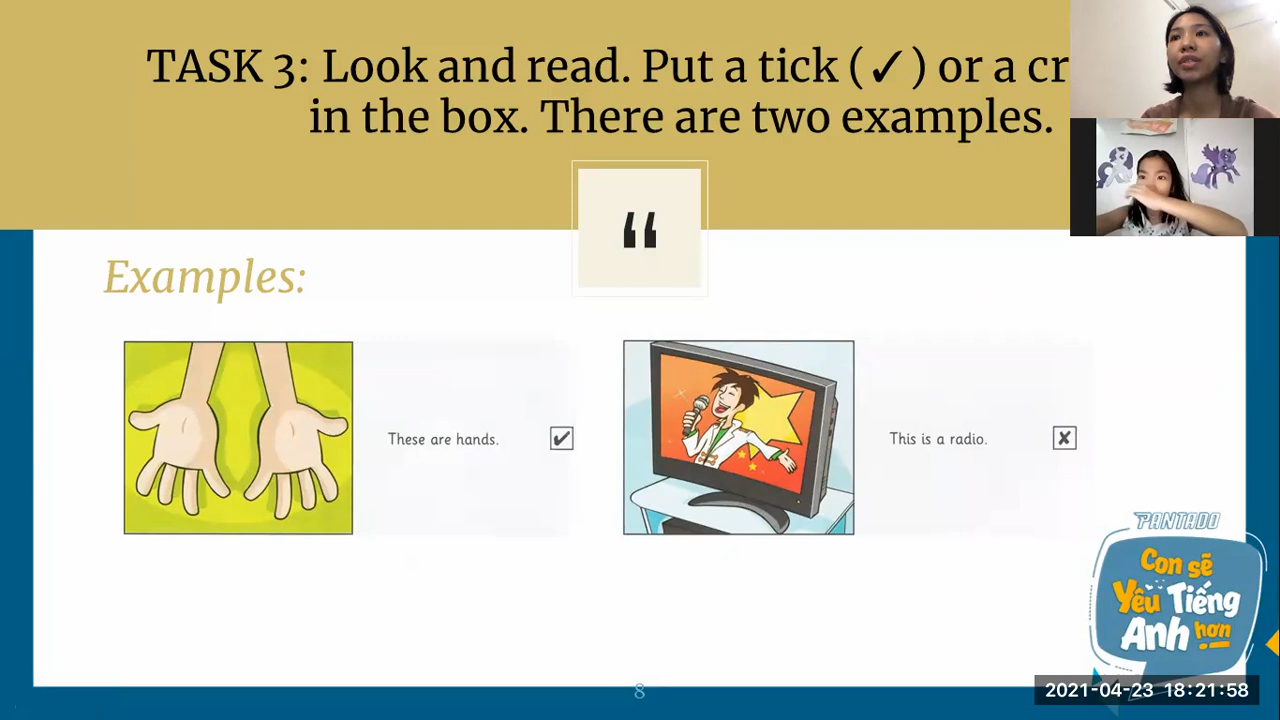 TASK 3: Look and read. Put a tick (✓) or a cr
in the box. There are two examples.
“
Examples:
These are hands. ✔
This is a radio. ✘
PANTADO
Con sẽ
Yêu Tiếng
Anh hơn
8
2021-04-23 18:21:58